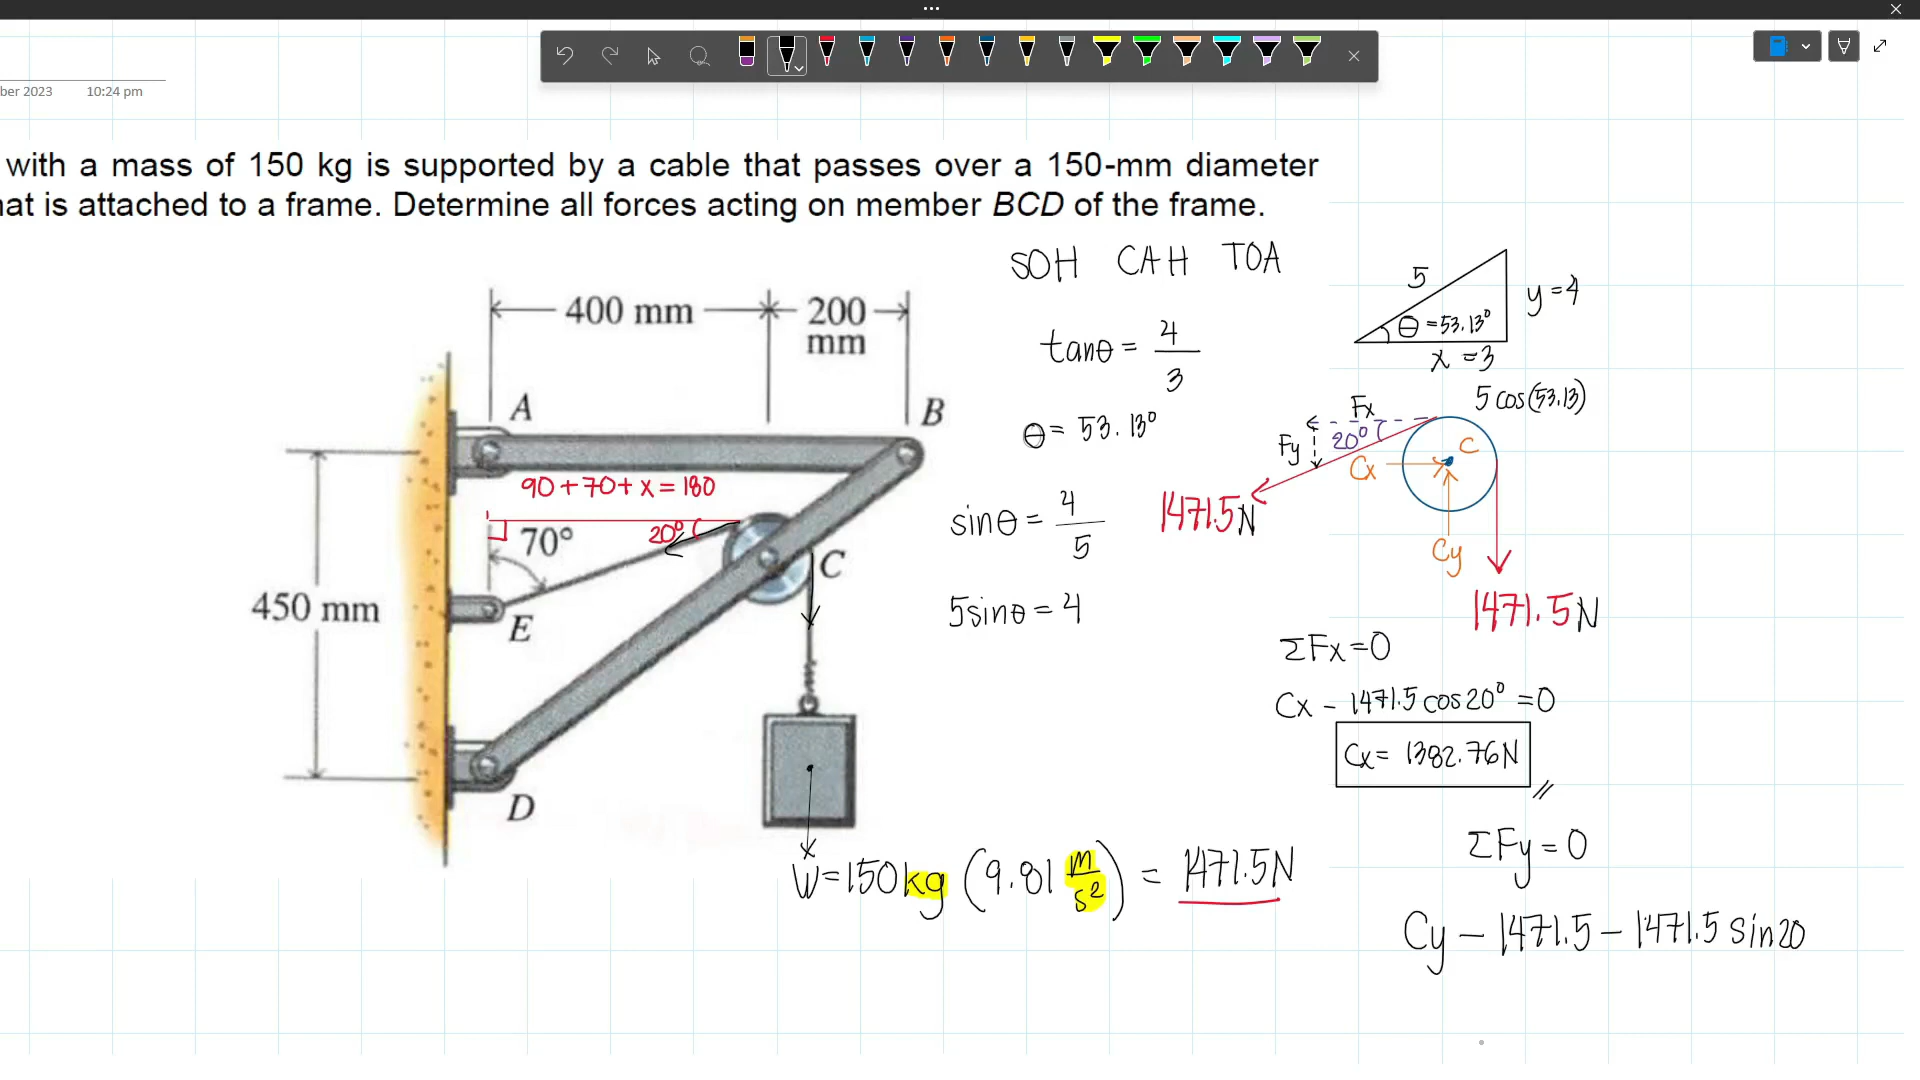 ber 2023 10:24 pm
with a mass of 150 kg is supported by a cable that passes over a 150-mm diameter
hat is attached to a frame. Determine all forces acting on member BCD of the frame.
SOH CAH TOA
5
y = 4
θ = 53.13°
x = 3
400 mm
200
mm
tanθ = 4/3
5 cos(53.13)
A
B
θ = 53.13°
Fx
Fy
20°
C
Cx
90 + 70 + x = 180
sinθ = 4/5
1471.5N
20°
70°
C
Cy
450 mm
E
5sinθ = 4
1471.5N
ΣFx=0
Cx - 1471.5 cos20° = 0
Cx = 1382.76N
D
ΣFy = 0
W=150kg (9.81 m/s²) = 1471.5N
Cy - 1471.5 - 1471.5 sin20